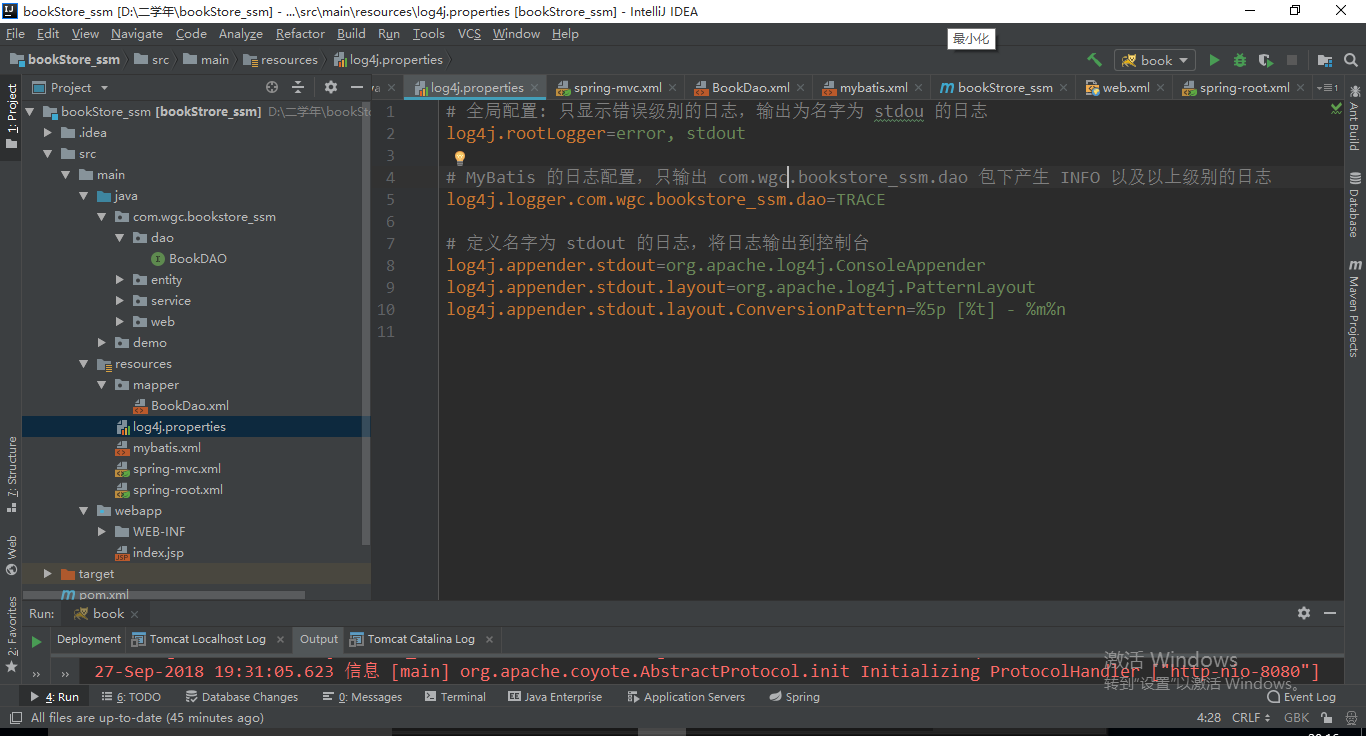 bookStore_ssm [D:\二学年\bookStore_ssm] - ...\src\main\resources\log4j.properties [bookStrore_ssm] - IntelliJ IDEA
File Edit View Navigate Code Analyze Refactor Build Run Tools VCS Window Help
最小化
bookStore_ssm src main resources log4j.properties
book
Project
log4j.properties spring-mvc.xml BookDao.xml mybatis.xml bookStrore_ssm web.xml spring-root.xml
1: Project
bookStore_ssm [bookStrore_ssm] D:\二学年\bookSt
.idea
src
main
java
com.wgc.bookstore_ssm
dao
BookDAO
entity
service
web
demo
resources
mapper
BookDao.xml
log4j.properties
mybatis.xml
spring-mvc.xml
spring-root.xml
webapp
WEB-INF
index.jsp
target
pom.xml
7: Structure
Web
2: Favorites
1 # 全局配置: 只显示错误级别的日志，输出为名字为 stdou 的日志
2 log4j.rootLogger=error, stdout
3
4 # MyBatis 的日志配置，只输出 com.wgc.bookstore_ssm.dao 包下产生 INFO 以及以上级别的日志
5 log4j.logger.com.wgc.bookstore_ssm.dao=TRACE
6
7 # 定义名字为 stdout 的日志，将日志输出到控制台
8 log4j.appender.stdout=org.apache.log4j.ConsoleAppender
9 log4j.appender.stdout.layout=org.apache.log4j.PatternLayout
10 log4j.appender.stdout.layout.ConversionPattern=%5p [%t] - %m%n
11
Ant Build
Database
Maven Projects
Run: book
Deployment Tomcat Localhost Log Output Tomcat Catalina Log
27-Sep-2018 19:31:05.623 信息 [main] org.apache.coyote.AbstractProtocol.init Initializing ProtocolHandler ["http-nio-8080"]
激活 Windows
转到"设置"以激活 Windows。
4: Run 6: TODO Database Changes 0: Messages Terminal Java Enterprise Application Servers Spring Event Log
All files are up-to-date (45 minutes ago) 4:28 CRLF GBK